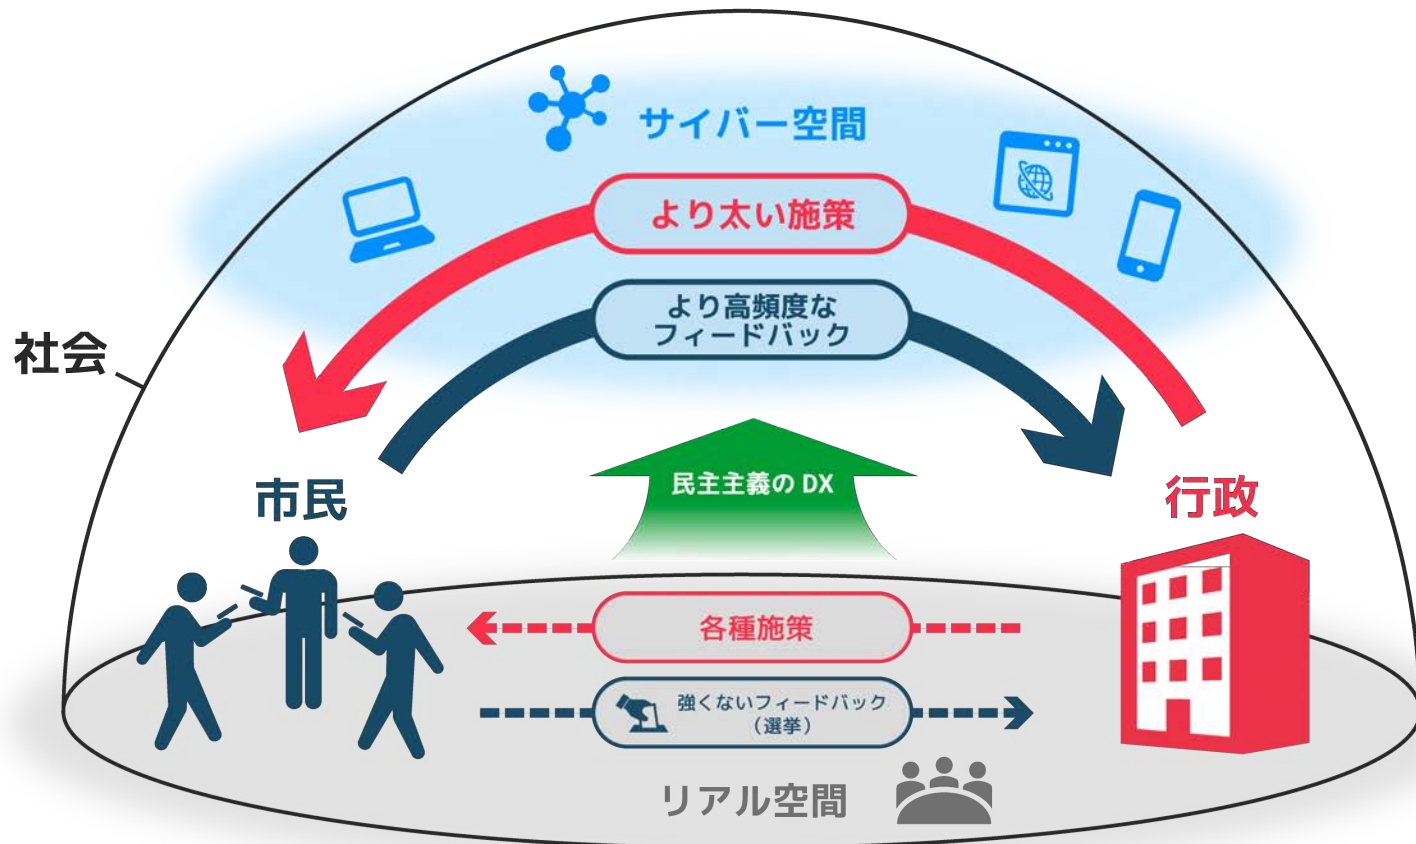 サイバー空間
より太い施策
より高頻度な
フィードバック
社会
民主主義の DX
市民
行政
各種施策
強くないフィードバック
（選挙）
リアル空間